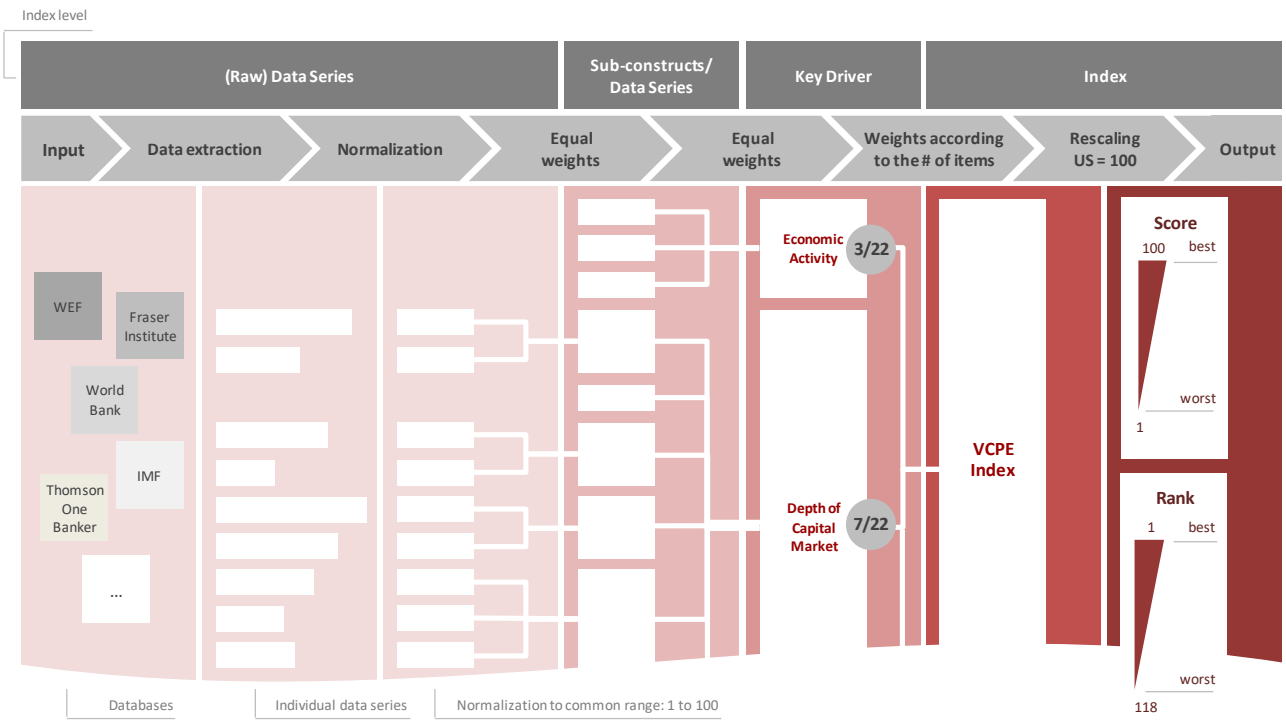 Index level
(Raw) Data Series
Sub-constructs/
Data Series
Key Driver
Index
Input
Data extraction
Normalization
Equal
weights
Equal
weights
Weights according
to the # of items
Rescaling
US = 100
Output
WEF
Fraser
Institute
World
Bank
IMF
Thomson
One
Banker
...
Economic
Activity
3/22
Depth of
Capital
Market
7/22
VCPE
Index
Score
100 best
worst
1
Rank
1 best
worst
118
Databases
Individual data series
Normalization to common range: 1 to 100